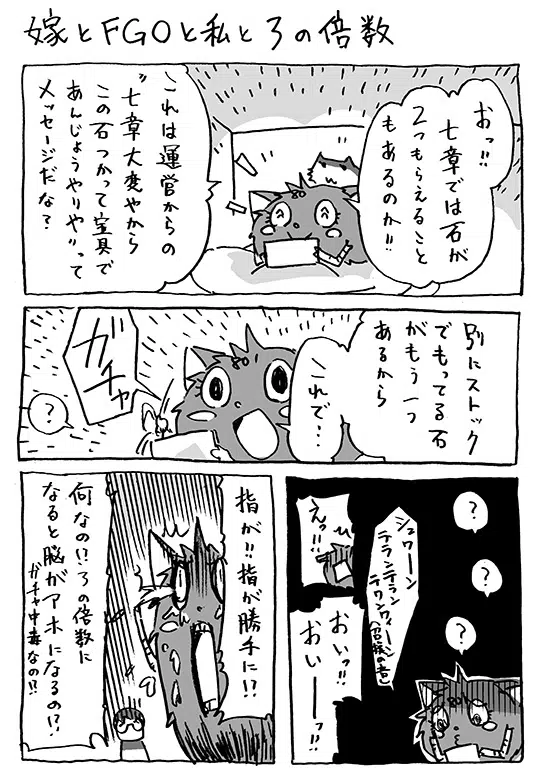 嫁とFGOと私と3の倍数
おっ!!
七章では石が
2つもらえること
もあるのか!!
これは運営からの
"七章大変やから
この石つかって宝具で
あんじょうやりや"って
メッセージだな?
別にストック
でもってる石
がもう一つ
あるから
これで…
ガチャ
?
?
?
?
シュワーン
テランテラン
テワンワーン
(召喚の音)
えっ!!
おいっ!!
おいーーっ!!
指が!!指が勝手に!?
何なの!?3の倍数に
なると脳がアホになるの!?
ガチャ中毒なの!?
801
801
801